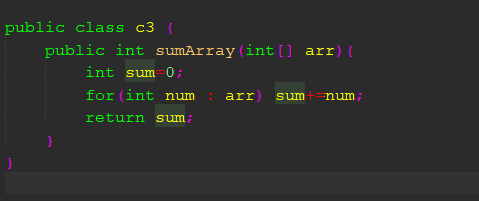 public class c3 {
    public int sumArray(int[] arr){
        int sum=0;
        for(int num : arr) sum+=num;
        return sum;
    }
}